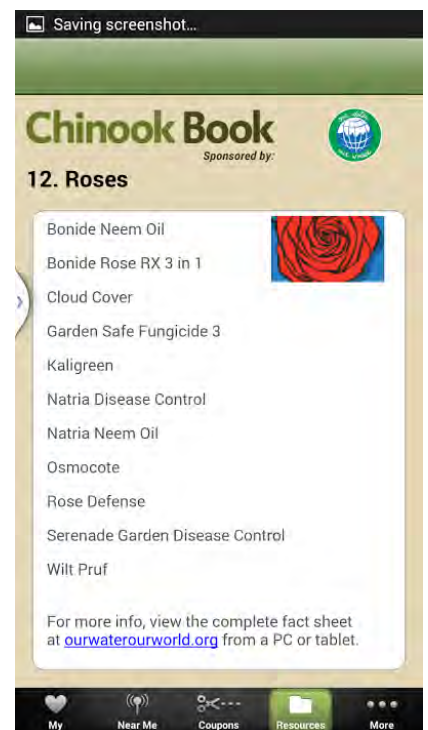 Saving screenshot...
Chinook Book
Sponsored by:
12. Roses
Bonide Neem Oil
Bonide Rose RX 3 in 1
Cloud Cover
Garden Safe Fungicide 3
Kaligreen
Natria Disease Control
Natria Neem Oil
Osmocote
Rose Defense
Serenade Garden Disease Control
Wilt Pruf
For more info, view the complete fact sheet
at ourwaterourworld.org from a PC or tablet.
My Near Me Coupons Resources More